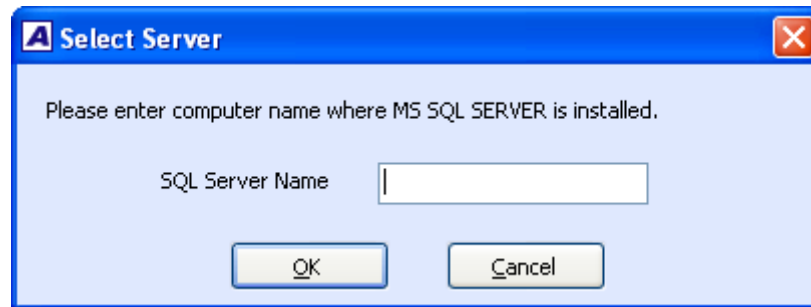 A Select Server
Please enter computer name where MS SQL SERVER is installed.
SQL Server Name
OK Cancel